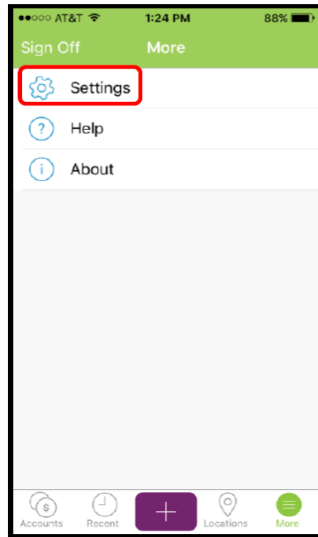 AT&T 1:24 PM 88%
Sign Off More
Settings
? Help
i About
$
Accounts Recent Locations More